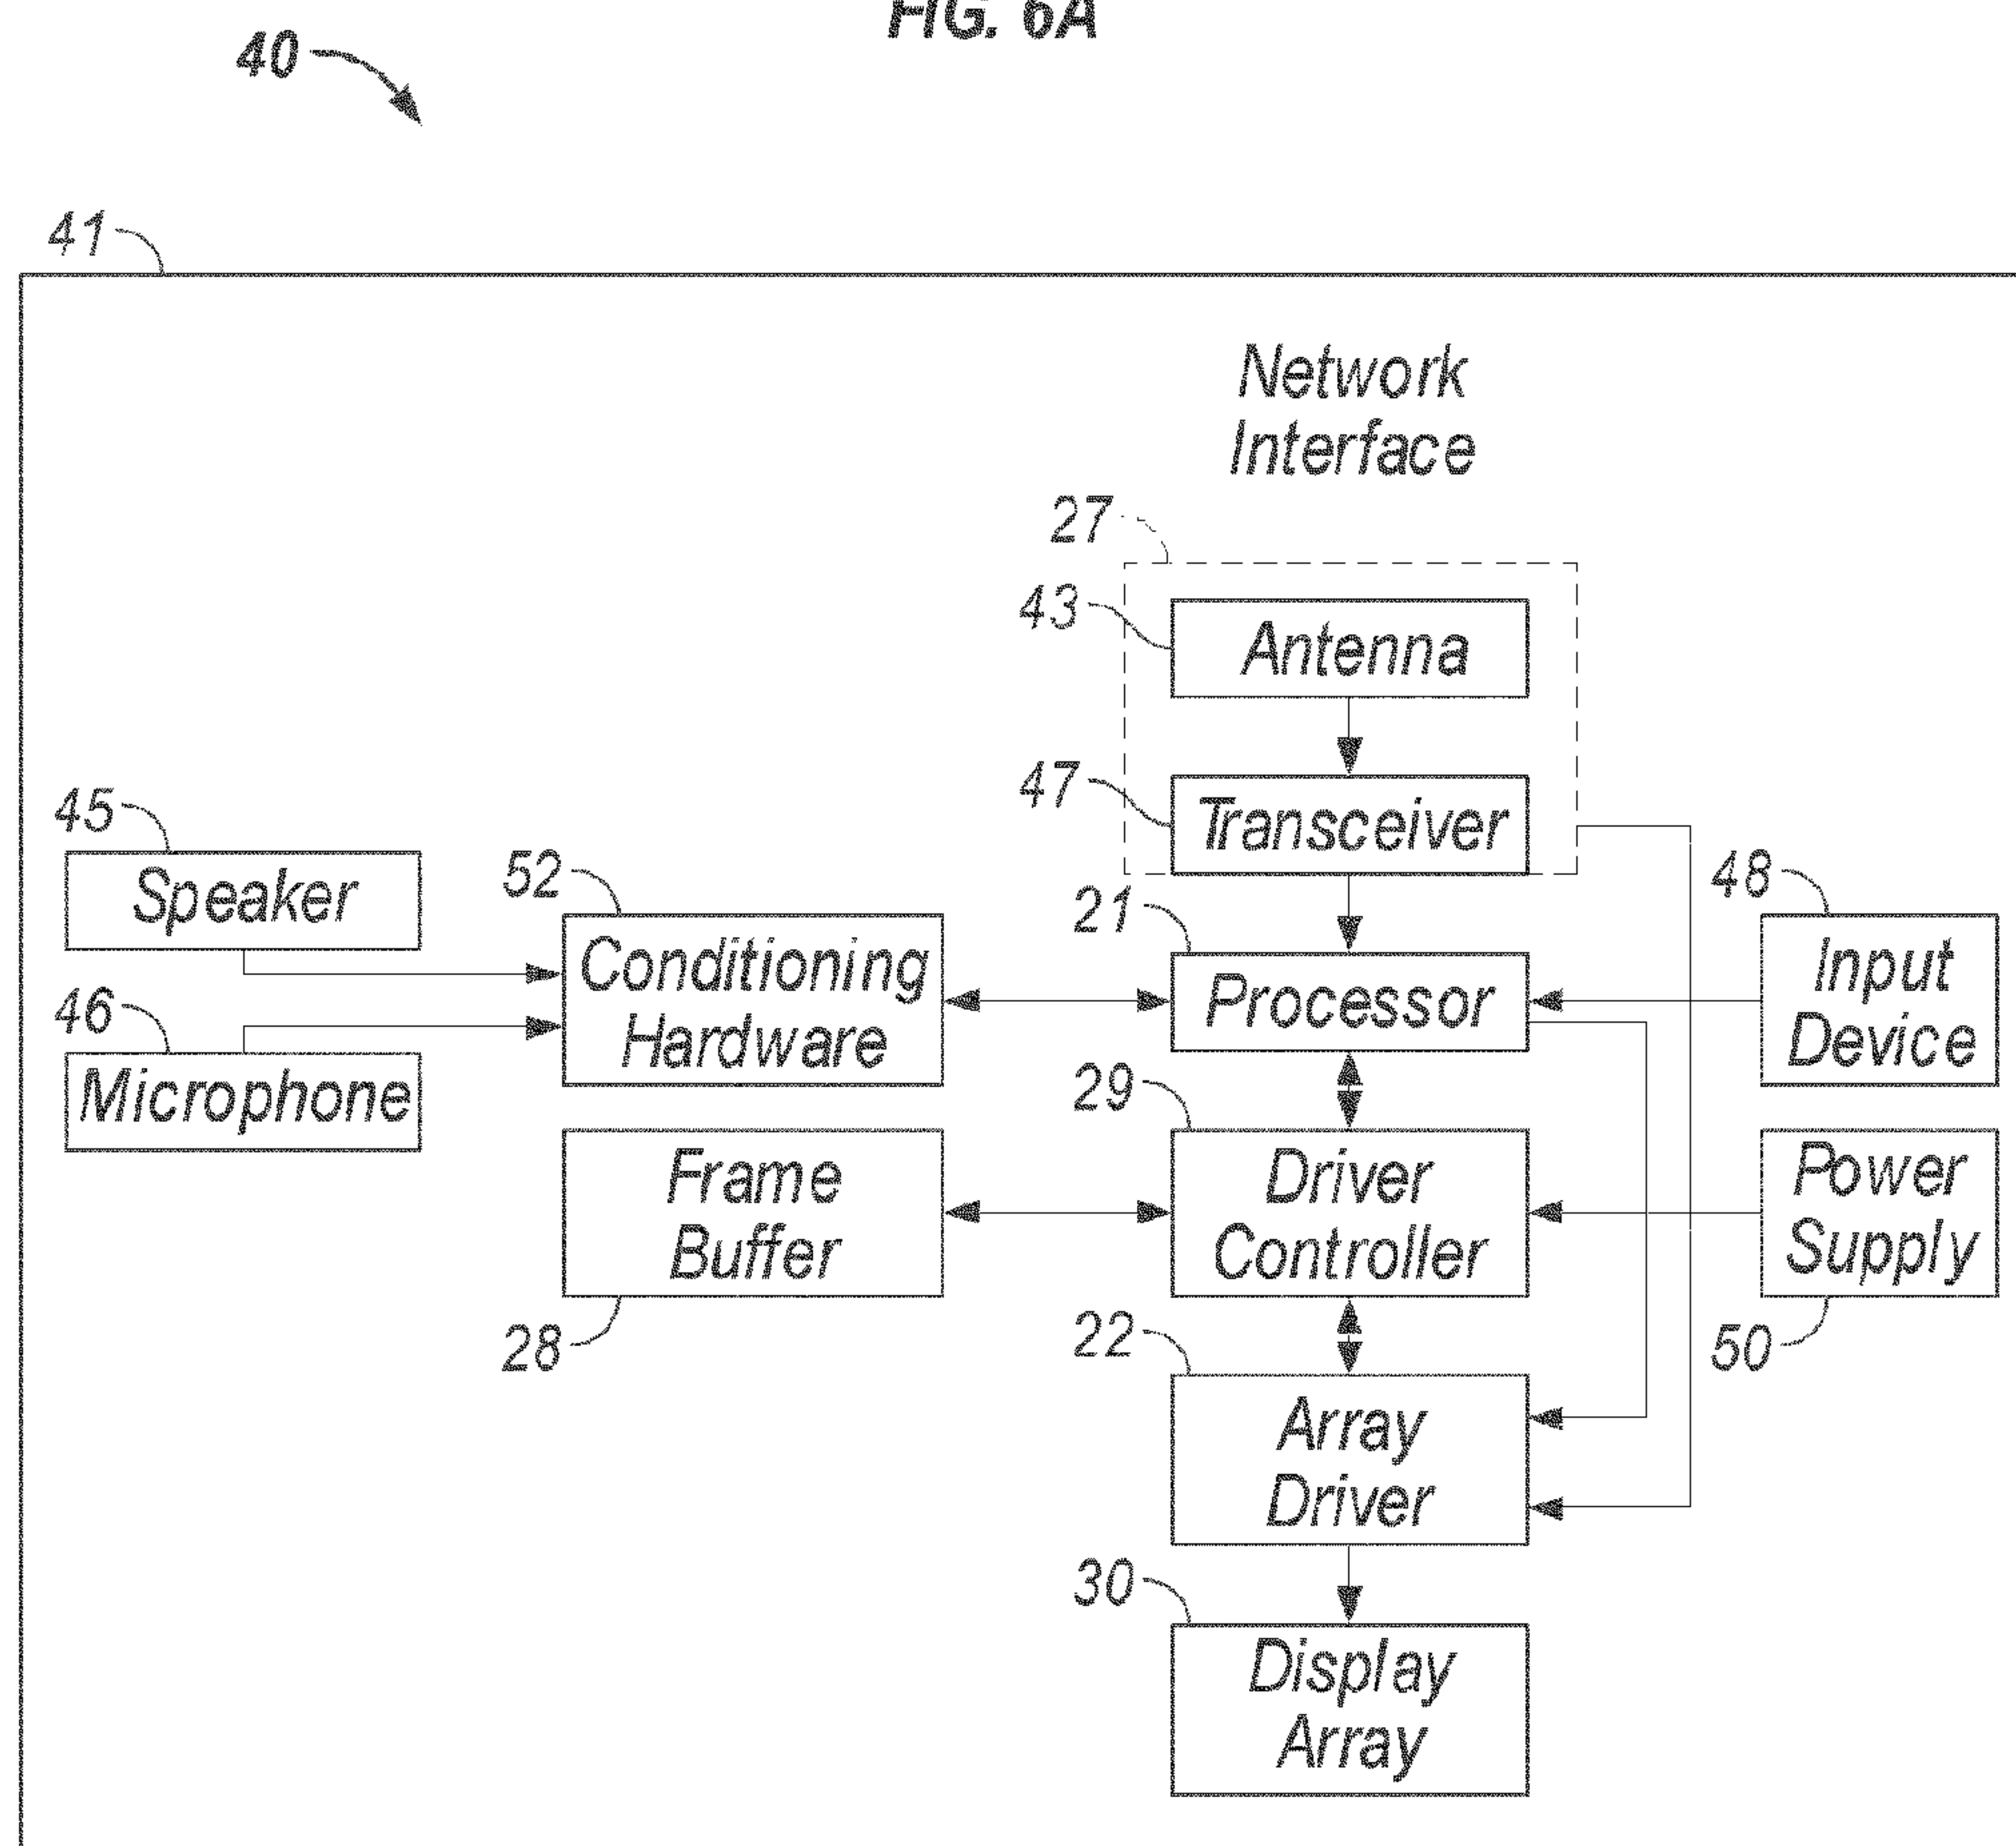 FIG. 6A
40
41
Network
Interface
27
43
Antenna
47
Transceiver
45
Speaker
52
Conditioning
Hardware
21
Processor
48
Input
Device
46
Microphone
29
Frame
Buffer
28
Driver
Controller
Power
Supply
50
22
Array
Driver
30
Display
Array